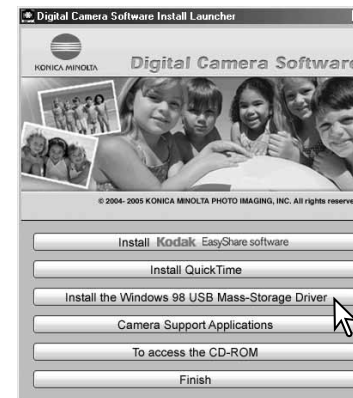 Digital Camera Software Install Launcher
KONICA MINOLTA
Digital Camera Software
© 2004- 2005 KONICA MINOLTA PHOTO IMAGING, INC. All rights reserve
Install Kodak EasyShare software
Install QuickTime
Install the Windows 98 USB Mass-Storage Driver
Camera Support Applications
To access the CD-ROM
Finish